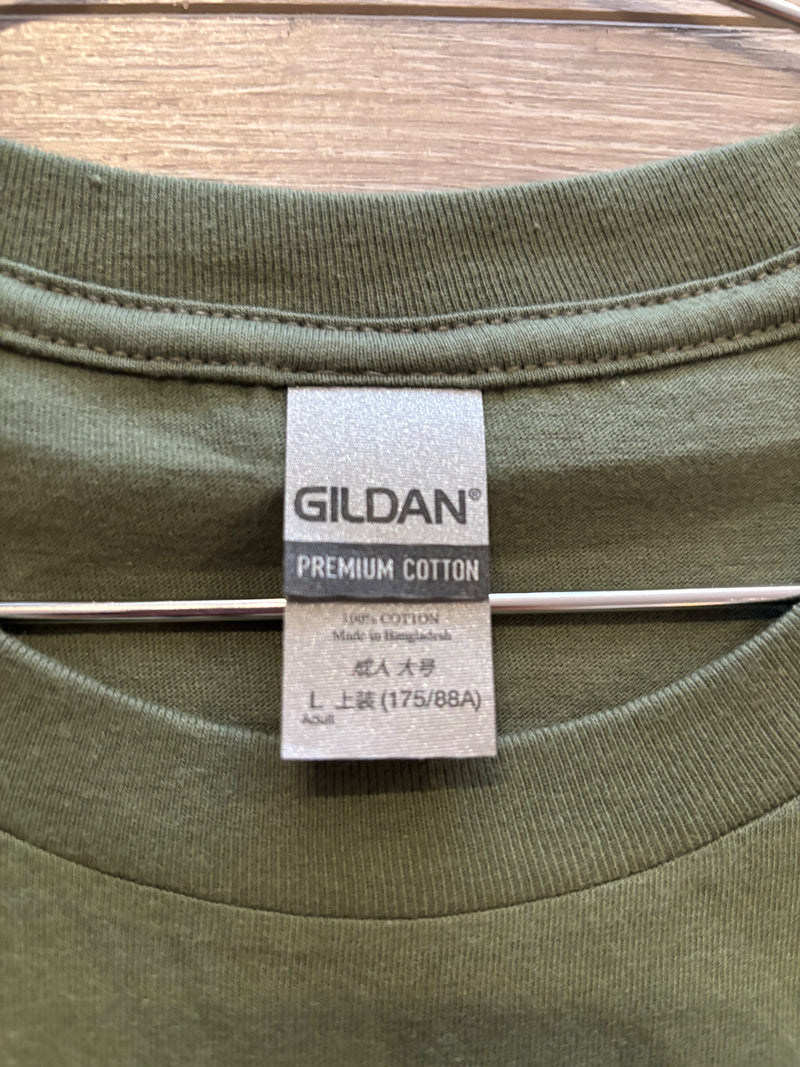 GILDAN®
PREMIUM COTTON
100% COTTON
Made in Bangladesh
成人 大号
L 上装 (175/88A)
Adult